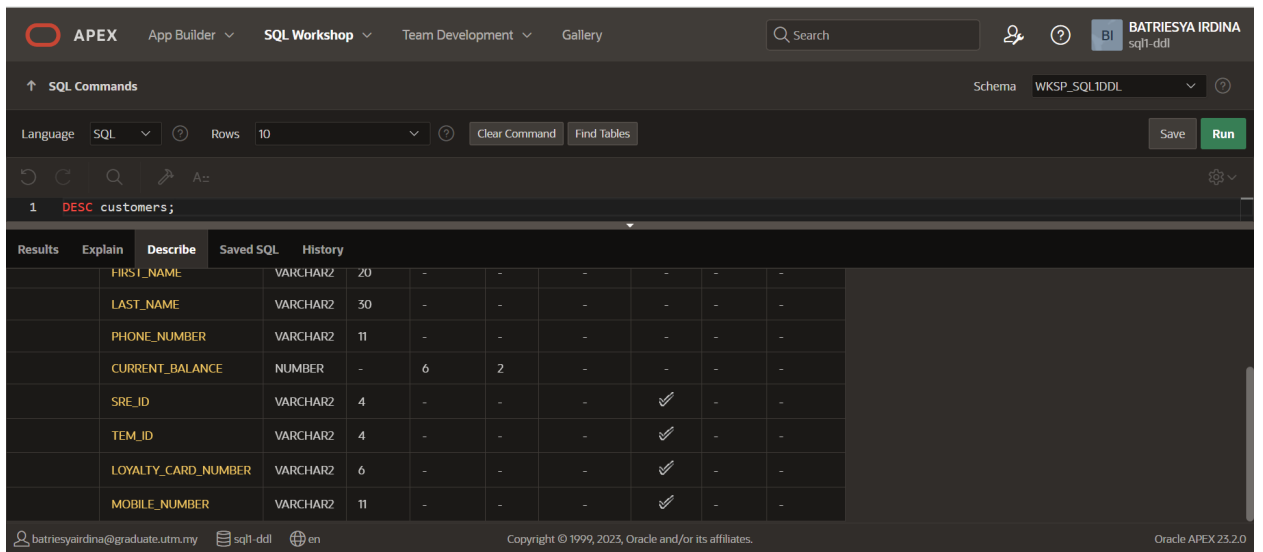 APEX App Builder SQL Workshop Team Development Gallery Search BI BATRIESYA IRDINA
sql1-ddl
SQL Commands Schema WKSP_SQL1DDL
Language SQL Rows 10 Clear Command Find Tables Save Run
A::
1 DESC customers;
Results Explain Describe Saved SQL History
FIRST_NAME VARCHAR2 20 - - - - - -
LAST_NAME VARCHAR2 30 - - - - - -
PHONE_NUMBER VARCHAR2 11 - - - - - -
CURRENT_BALANCE NUMBER - 6 2 - - - -
SRE_ID VARCHAR2 4 - - - - -
TEM_ID VARCHAR2 4 - - - - -
LOYALTY_CARD_NUMBER VARCHAR2 6 - - - - -
MOBILE_NUMBER VARCHAR2 11 - - - - -
batriesyairdina@graduate.utm.my sql1-ddl en Copyright © 1999, 2023, Oracle and/or its affiliates. Oracle APEX 23.2.0